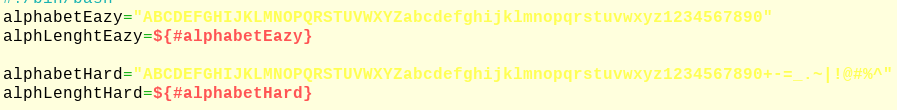 #!/bin/bash
alphabetEazy="ABCDEFGHIJKLMNOPQRSTUVWXYZabcdefghijklmnopqrstuvwxyz1234567890"
alphLenghtEazy=${#alphabetEazy}
alphabetHard="ABCDEFGHIJKLMNOPQRSTUVWXYZabcdefghijklmnopqrstuvwxyz1234567890+-=_.~|!@#%^"
alphLenghtHard=${#alphabetHard}